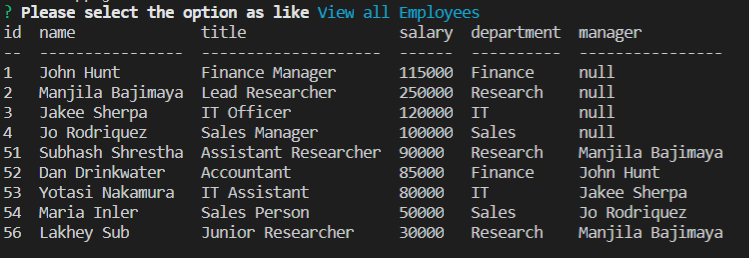 ? Please select the option as like View all Employees
id  name              title                 salary  department  manager
--  ----------------  --------------------  ------  ----------  ----------------
1   John Hunt         Finance Manager       115000  Finance     null
2   Manjila Bajimaya  Lead Researcher       250000  Research    null
3   Jakee Sherpa      IT Officer            120000  IT          null
4   Jo Rodriquez      Sales Manager         100000  Sales       null
51  Subhash Shrestha  Assistant Researcher  90000   Research    Manjila Bajimaya
52  Dan Drinkwater    Accountant            85000   Finance     John Hunt
53  Yotasi Nakamura   IT Assistant          80000   IT          Jakee Sherpa
54  Maria Inler       Sales Person          50000   Sales       Jo Rodriquez
56  Lakhey Sub        Junior Researcher     30000   Research    Manjila Bajimaya